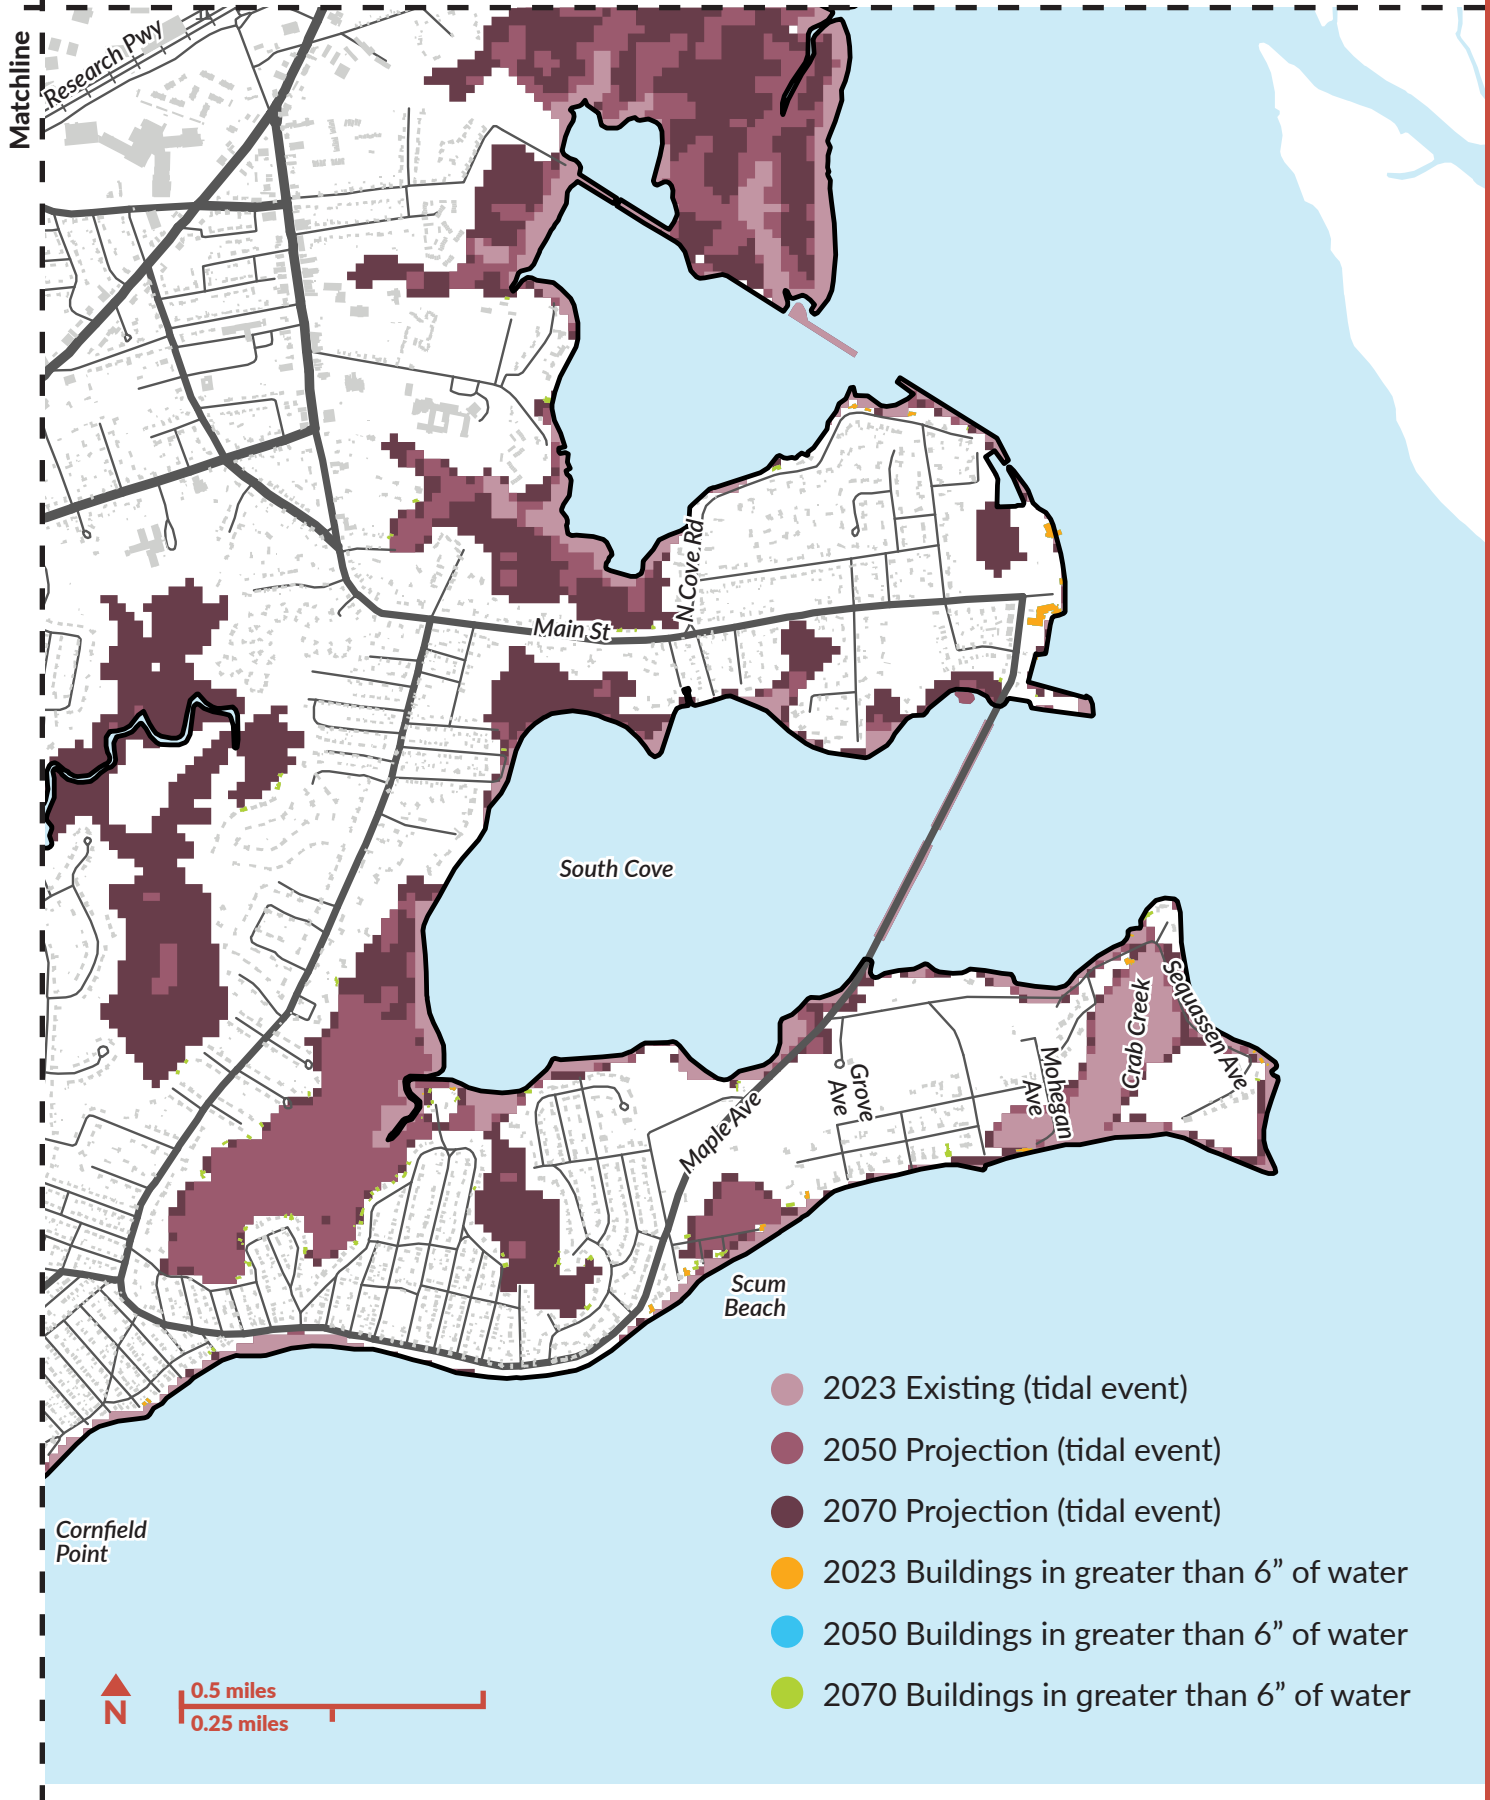 Matchline
Research Pwy
N Cove Rd
Main St
South Cove
Sequassen Ave
Crab Creek
Mohegan
Ave
Grove
Ave
Maple Ave
Scum
Beach
2023 Existing (tidal event)
2050 Projection (tidal event)
2070 Projection (tidal event)
2023 Buildings in greater than 6” of water
2050 Buildings in greater than 6” of water
2070 Buildings in greater than 6” of water
Cornfield
Point
N
0.5 miles
0.25 miles